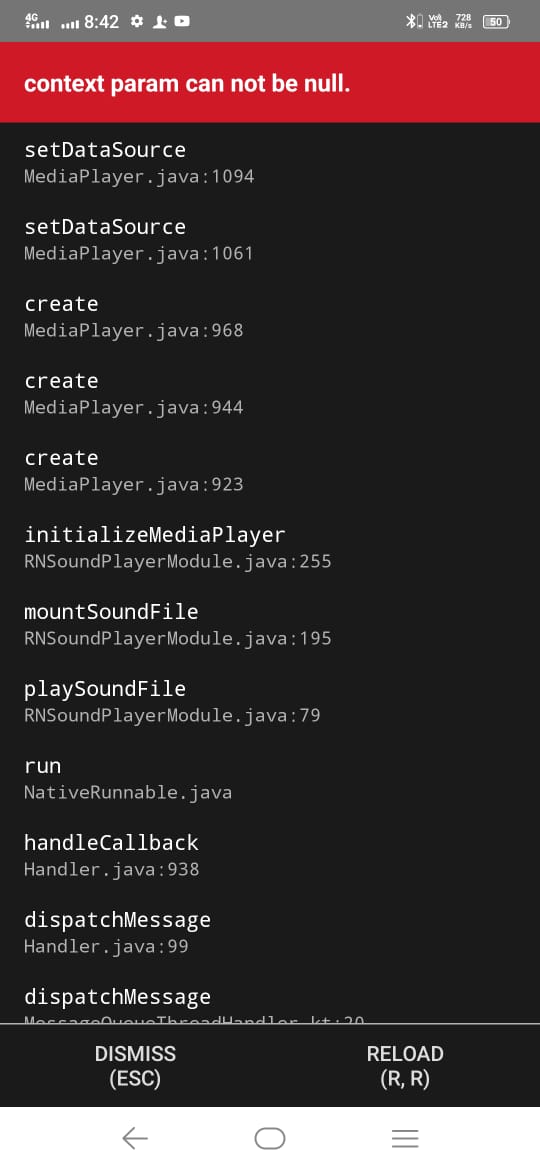 4G 8:42 Vo) LTE2 728 KB/s 50
context param can not be null.
setDataSource
MediaPlayer.java:1094
setDataSource
MediaPlayer.java:1061
create
MediaPlayer.java:968
create
MediaPlayer.java:944
create
MediaPlayer.java:923
initializeMediaPlayer
RNSoundPlayerModule.java:255
mountSoundFile
RNSoundPlayerModule.java:195
playSoundFile
RNSoundPlayerModule.java:79
run
NativeRunnable.java
handleCallback
Handler.java:938
dispatchMessage
Handler.java:99
dispatchMessage
MessageQueueThreadHandler.kt:20
DISMISS
(ESC)
RELOAD
(R, R)